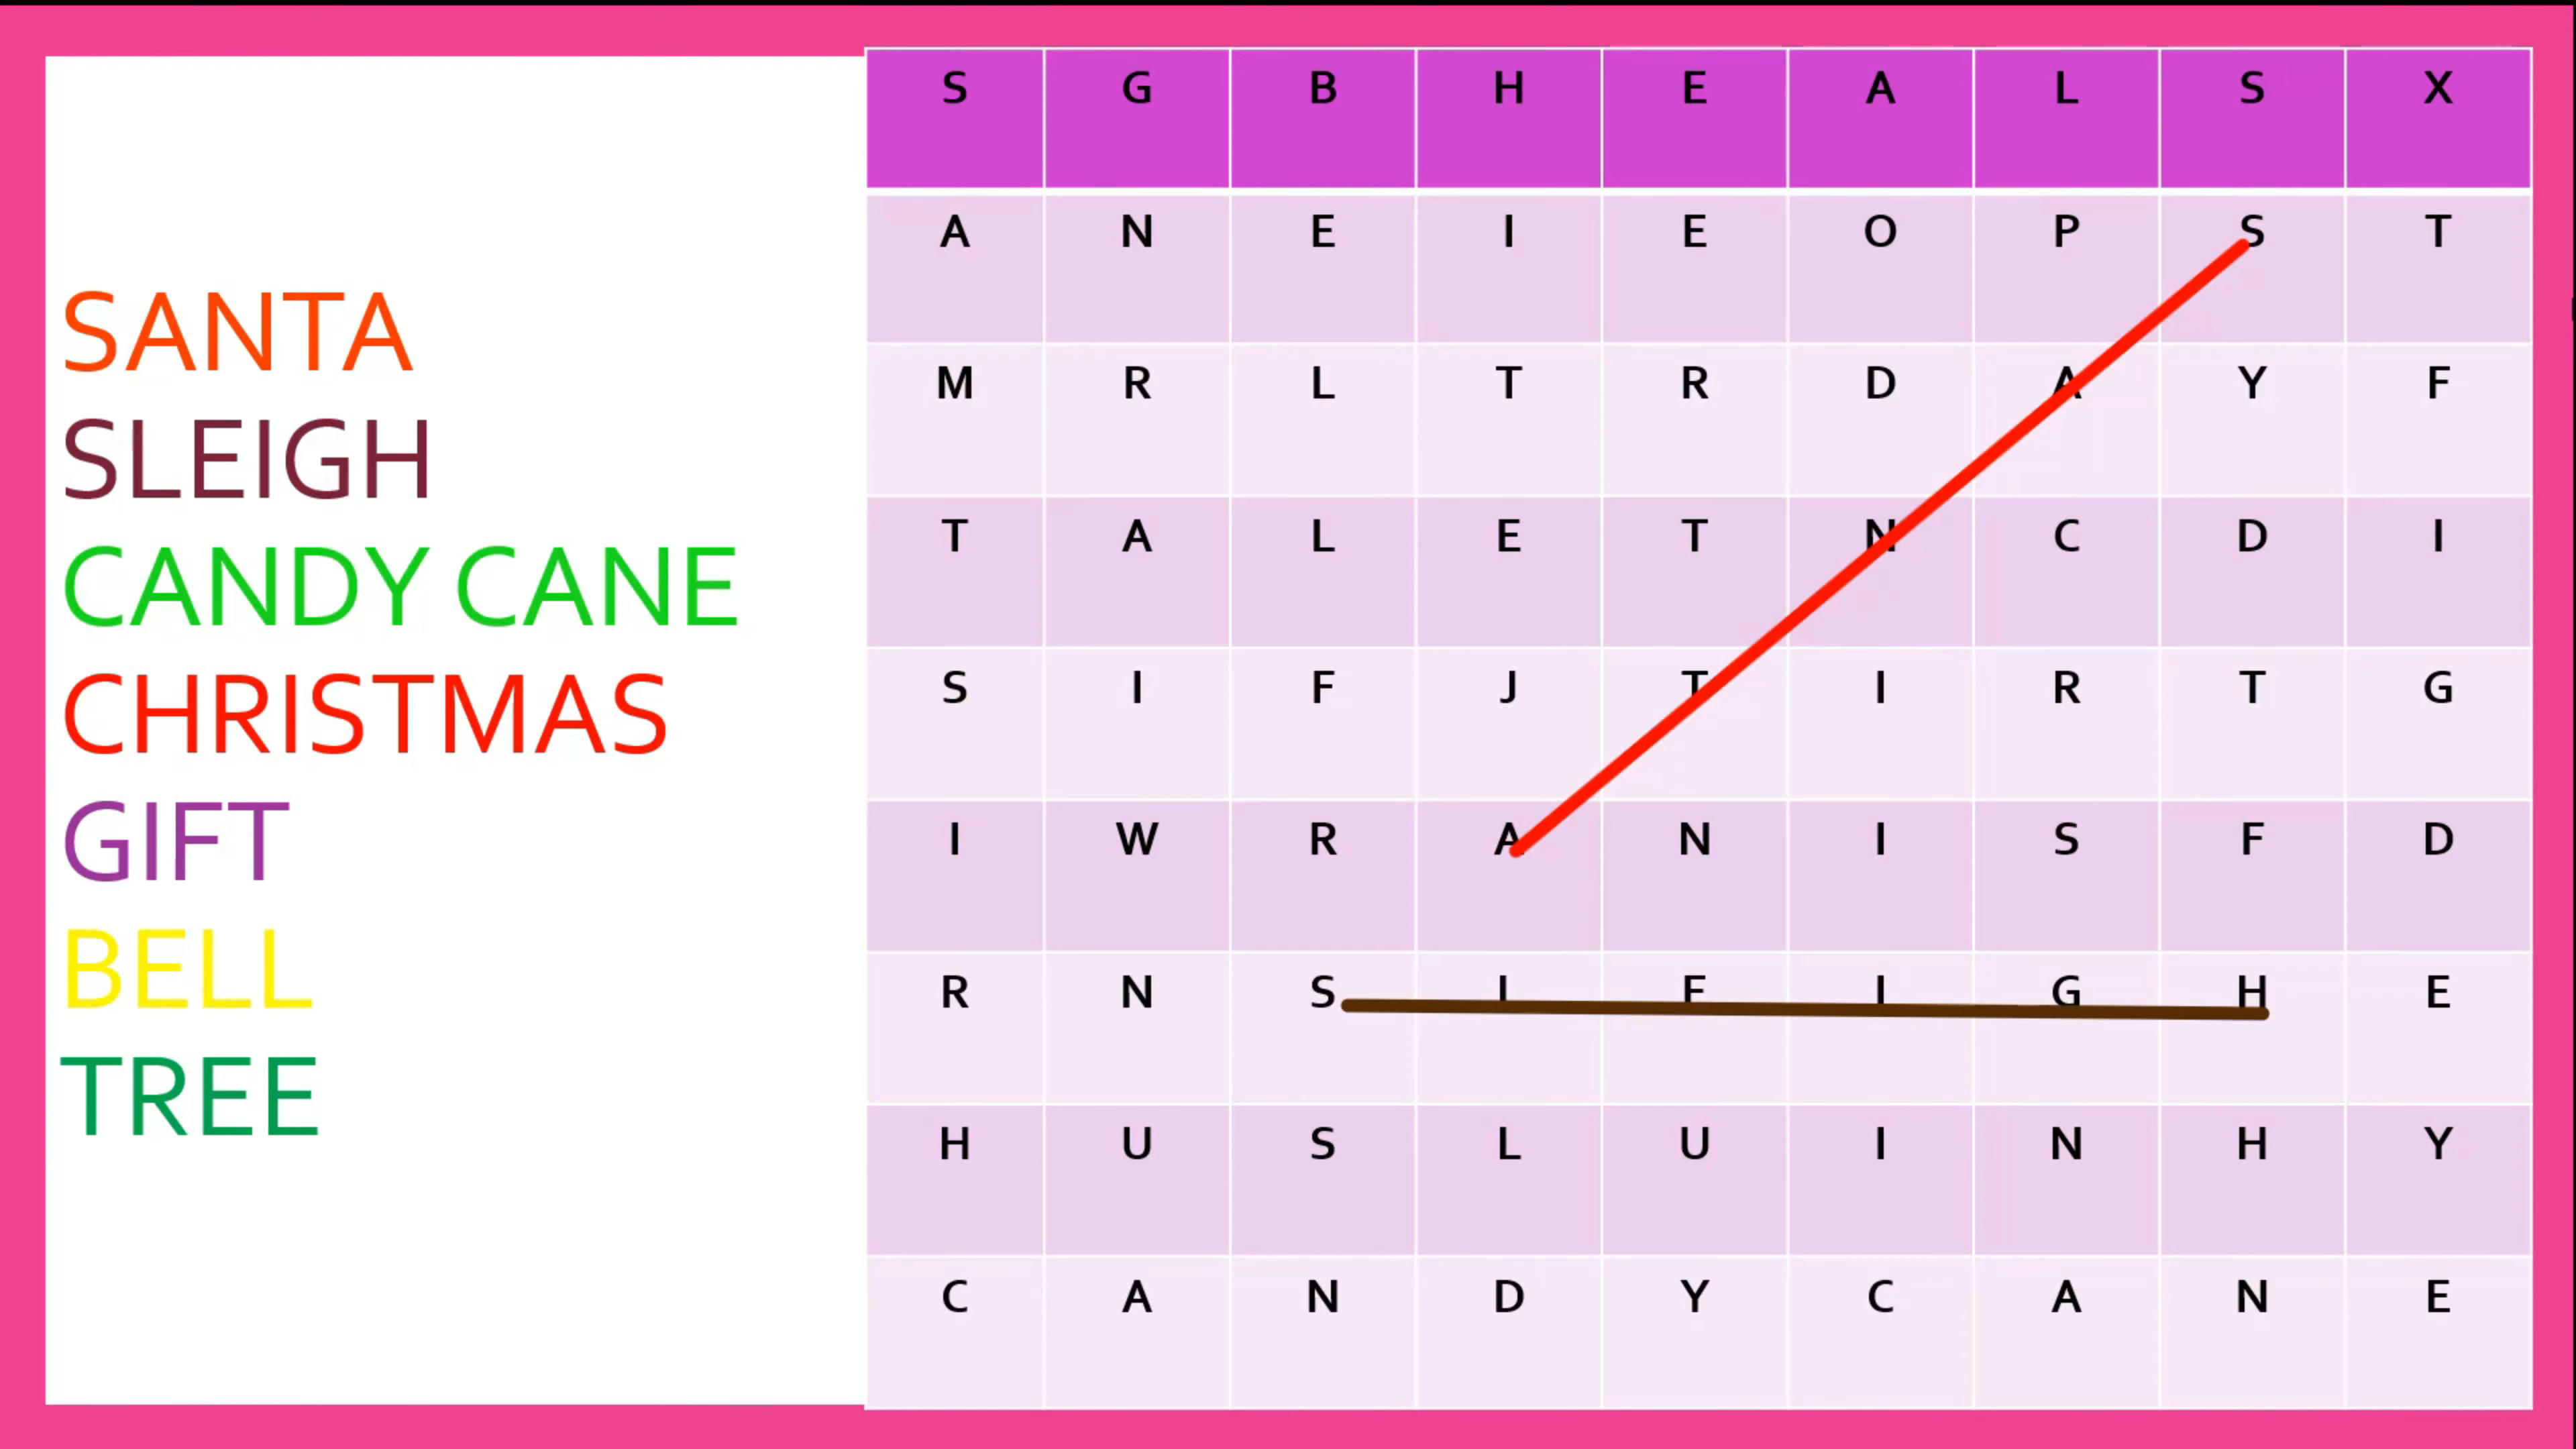 SANTA
SLEIGH
CANDY CANE
CHRISTMAS
GIFT
BELL
TREE
S G B H E A L S X
A N E I E O P S T
M R L T R D A Y F
T A L E T N C D I
S I F J T I R T G
I W R A N I S F D
R N S L E I G H E
H U S L U I N H Y
C A N D Y C A N E